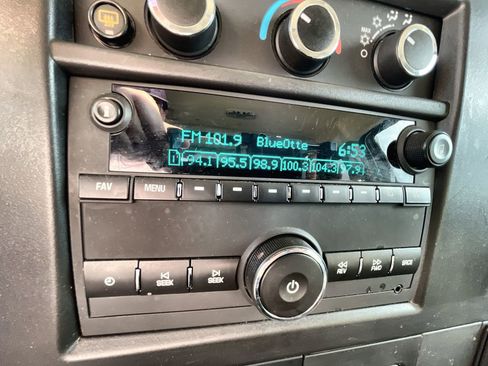 MAX
FM 101.9 BlueOtte 6:53
1 94.1 95.5 98.9 100.3 104.3 97.9
FAV MENU
SEEK SEEK REV FWD